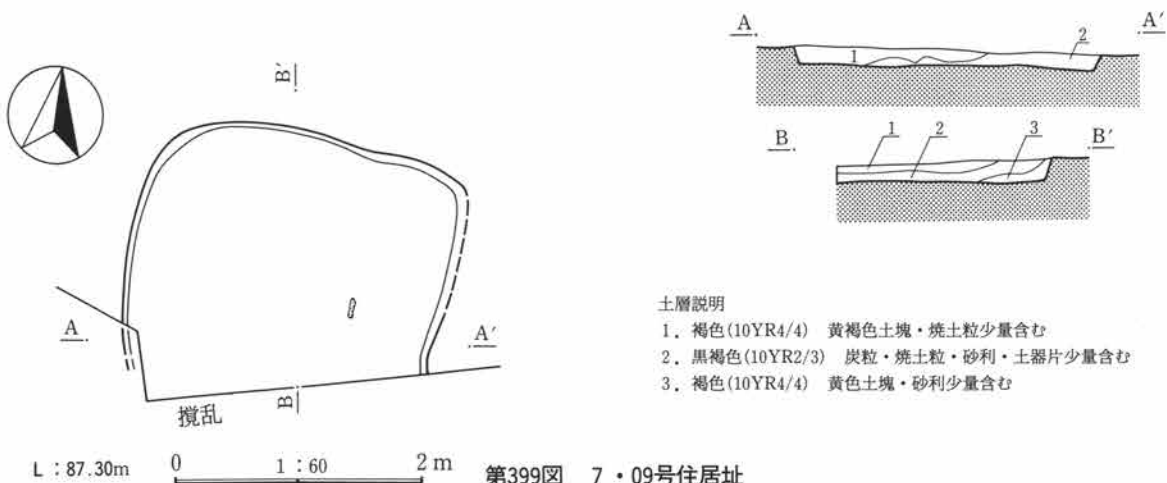 B′
A
A′
B
撹乱
L：87.30m
0 1：60 2 m
A
A′
1
2
B
B′
1 2 3
土層説明
1．褐色(10YR4/4) 黄褐色土塊・焼土粒少量含む
2．黒褐色(10YR2/3) 炭粒・焼土粒・砂利・土器片少量含む
3．褐色(10YR4/4) 黄色土塊・砂利少量含む
第399図 7・09号住居址